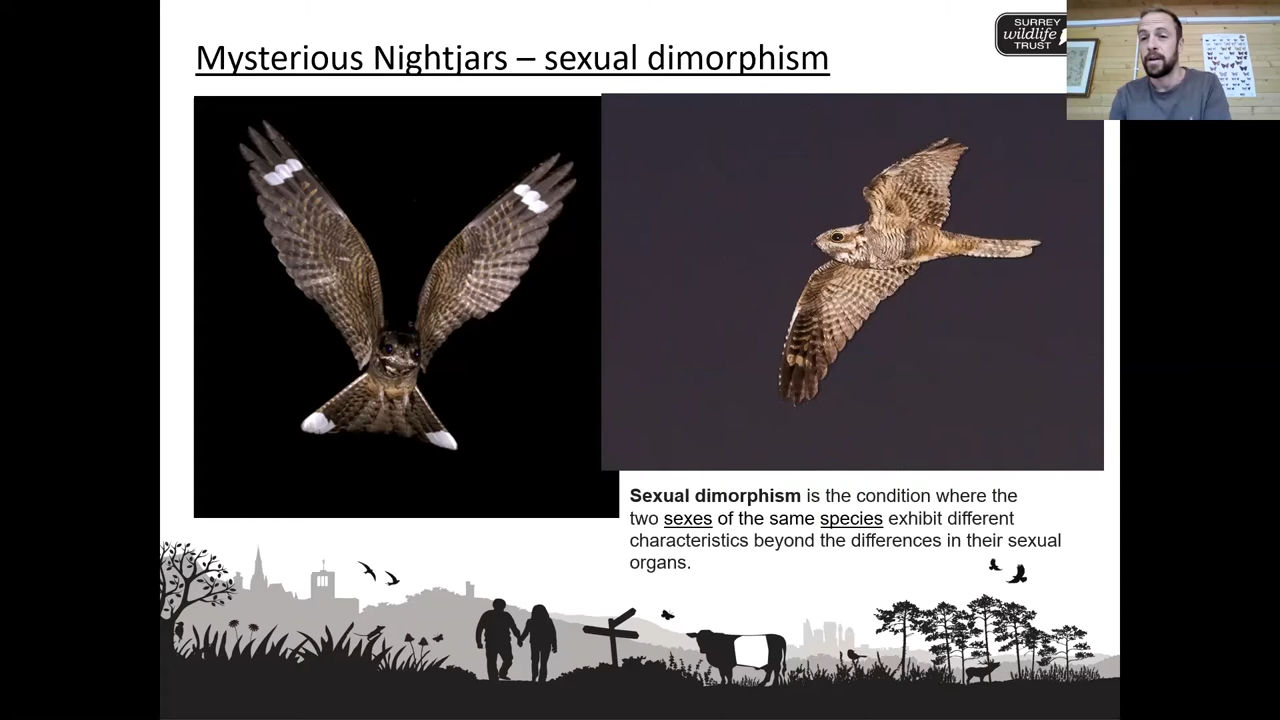 Mysterious Nightjars – sexual dimorphism
SURREY
wildlife
TRUST
Sexual dimorphism is the condition where the
two sexes of the same species exhibit different
characteristics beyond the differences in their sexual
organs.